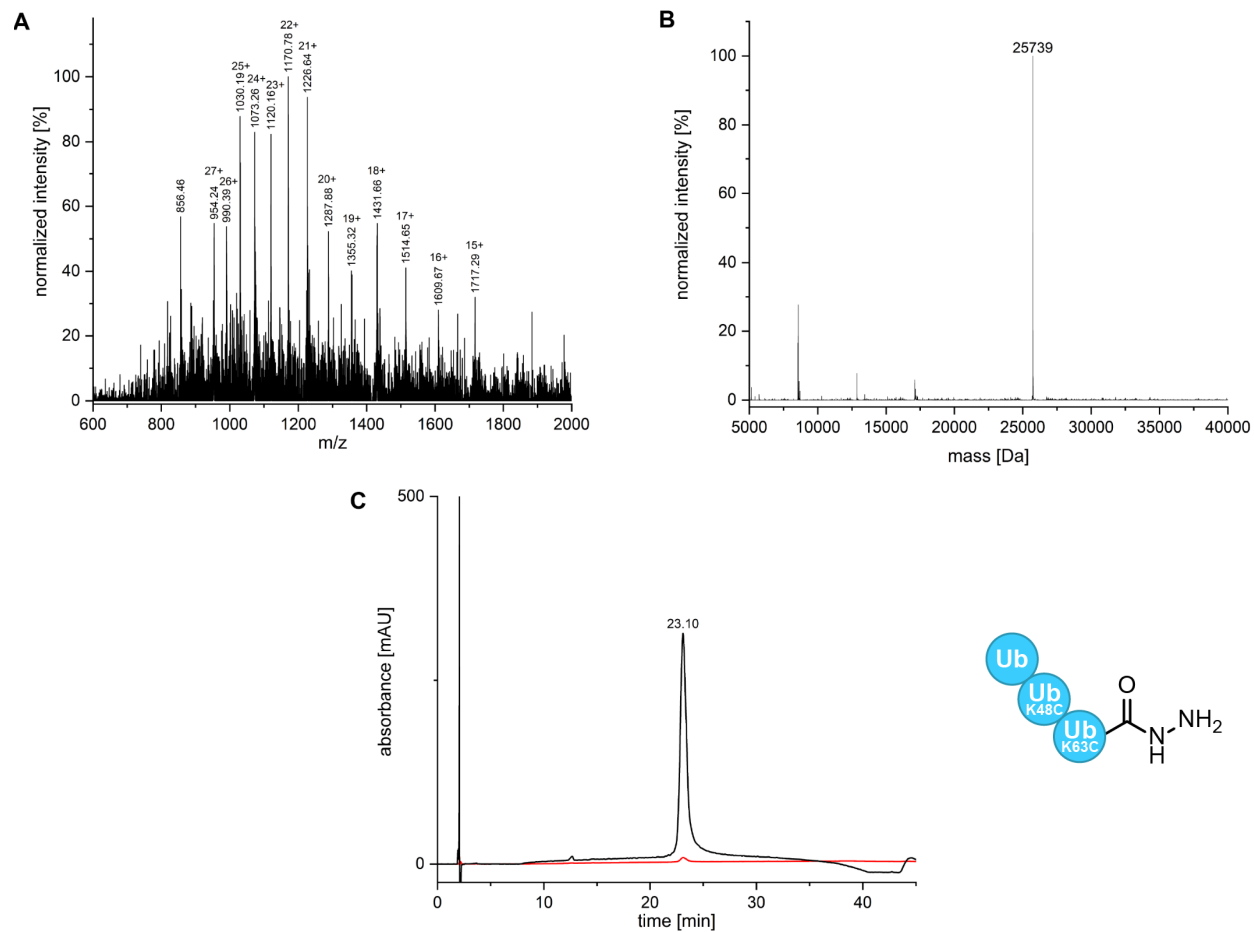 A
normalized intensity [%]
100
80
60
40
20
0
856.46
27+
954.24
26+
990.39
25+
1030.19
24+
1073.26
23+
1120.16
22+
1170.78
21+
1226.64
20+
1287.88
19+
1355.32
18+
1431.66
17+
1514.65
16+
1609.67
15+
1717.29
600 800 1000 1200 1400 1600 1800 2000
m/z
B
normalized intensity [%]
100
80
60
40
20
0
25739
5000 10000 15000 20000 25000 30000 35000 40000
mass [Da]
C
absorbance [mAU]
500
0
23.10
0 10 20 30 40
time [min]
Ub
Ub
K48C
Ub
K63C
O
N
H
NH2